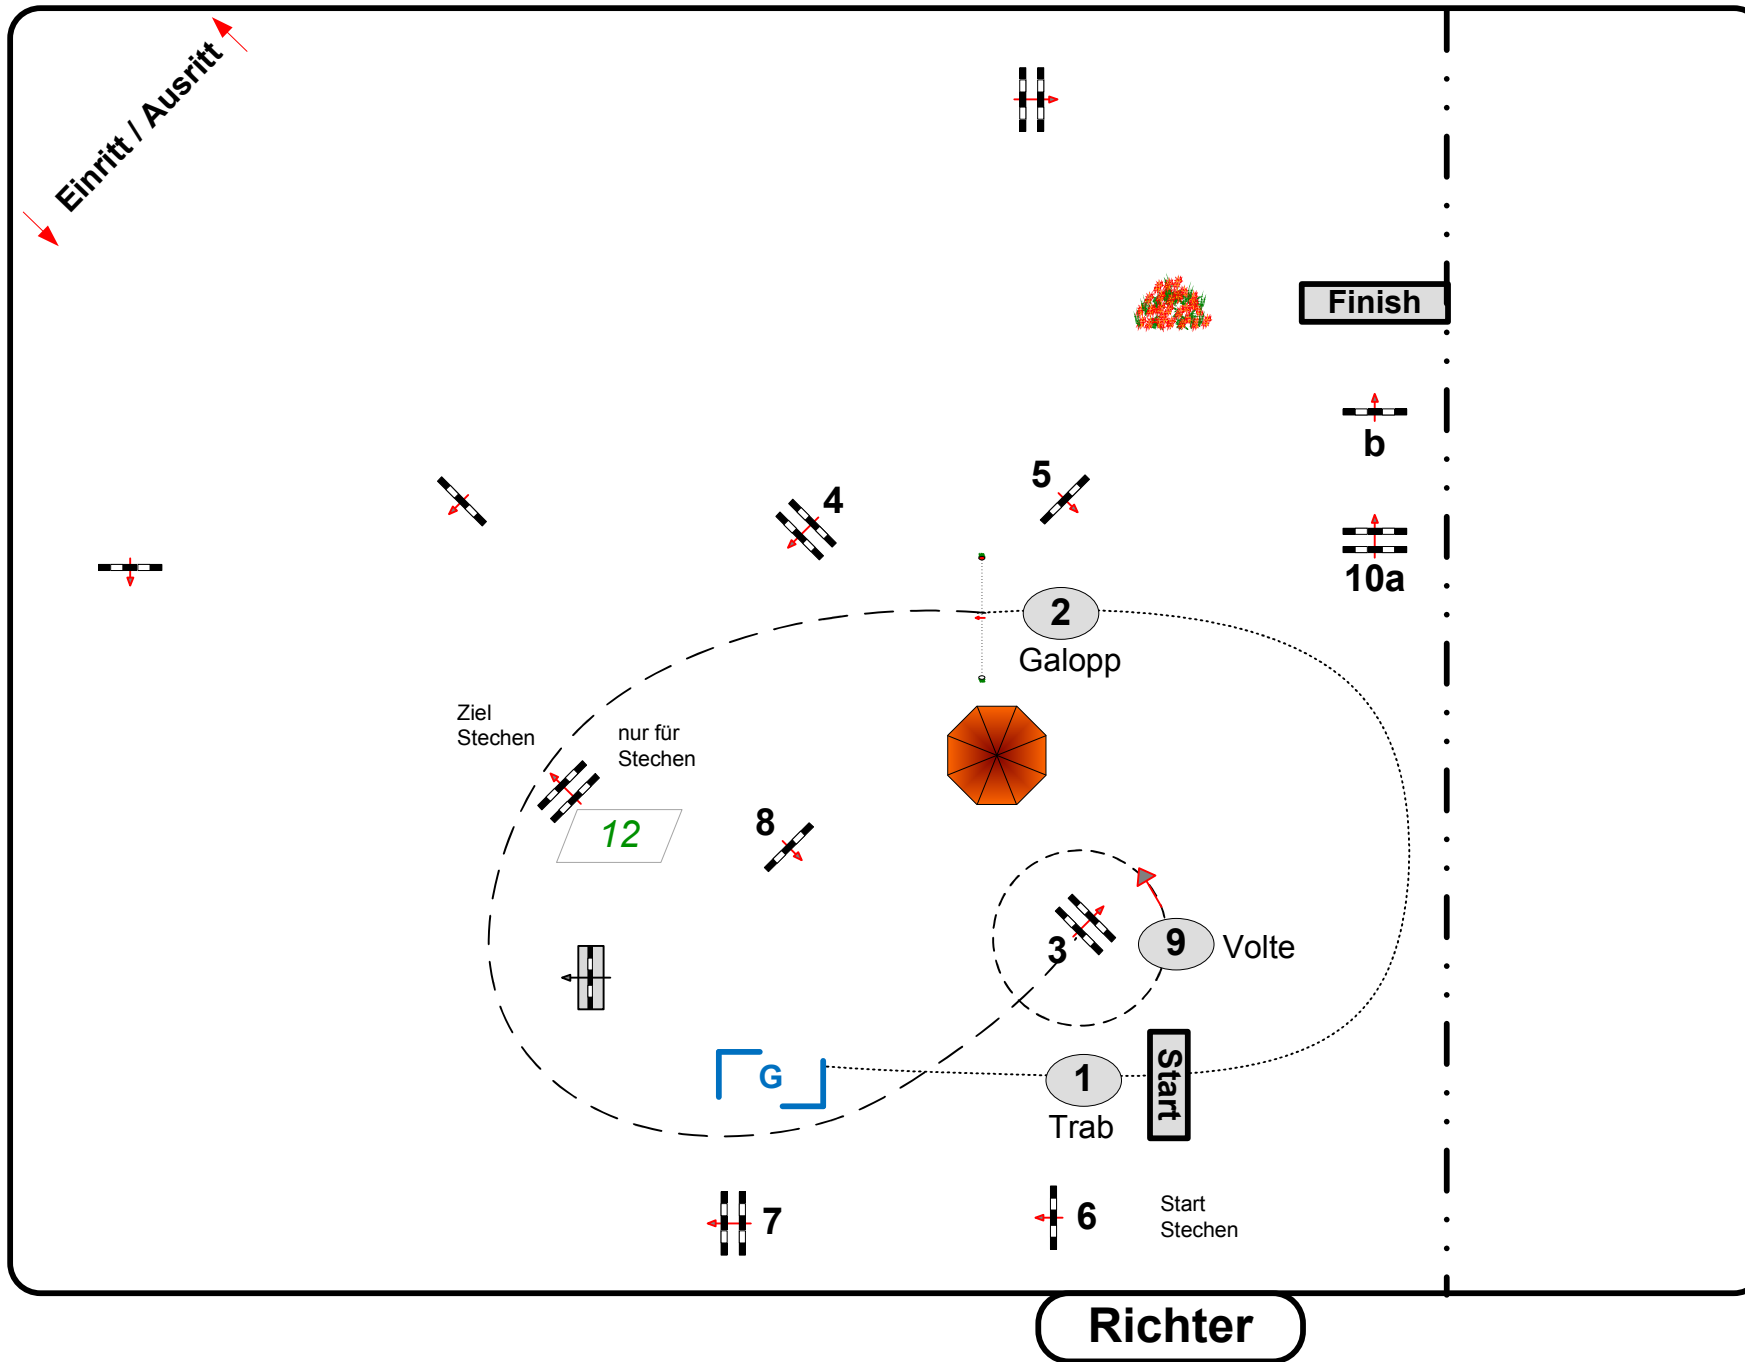 Einritt / Ausritt
Finish
b
5
4
10a
2
Galopp
Ziel
Stechen
nur für
Stechen
12
8
3
9
Volte
G
1
Trab
Start
7
6
Start
Stechen
Richter